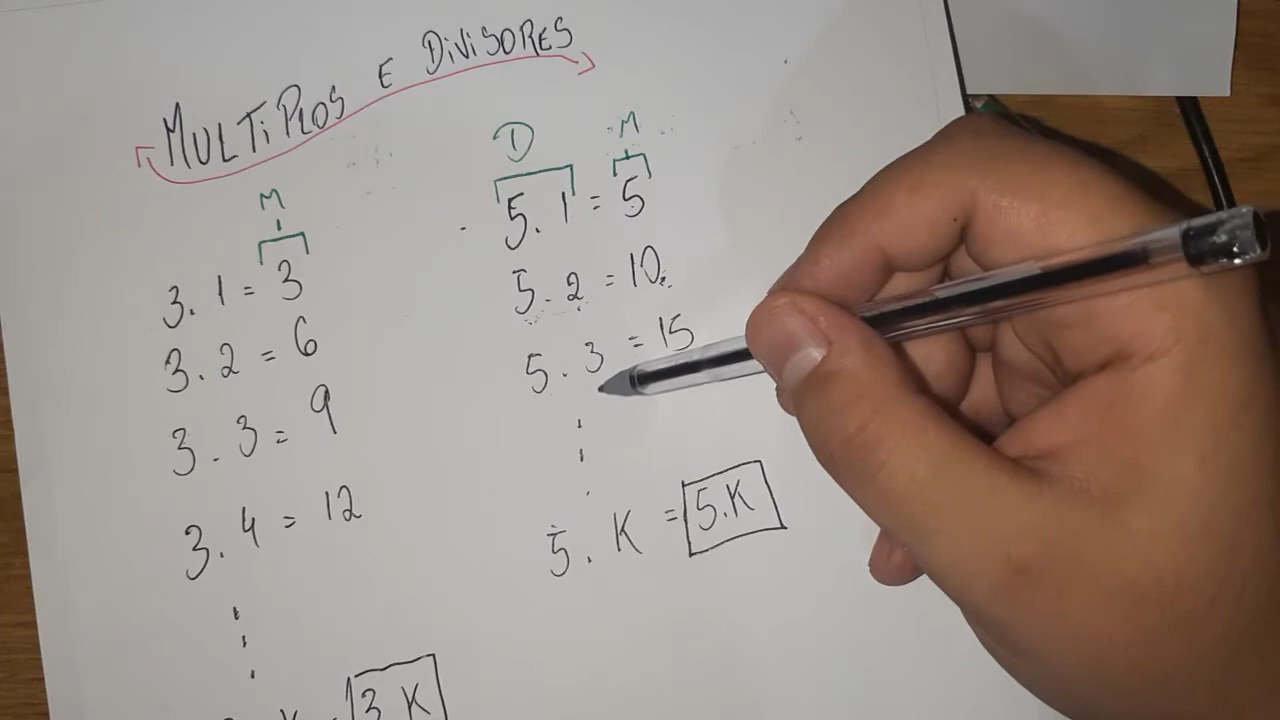 MULTIPLOS E DIVISORES
M
3.1 = 3
3.2 = 6
3.3 = 9
3.4 = 12
3 K
D M
5.1 = 5
5.2 = 10
5.3 = 15
5.K = 5.K